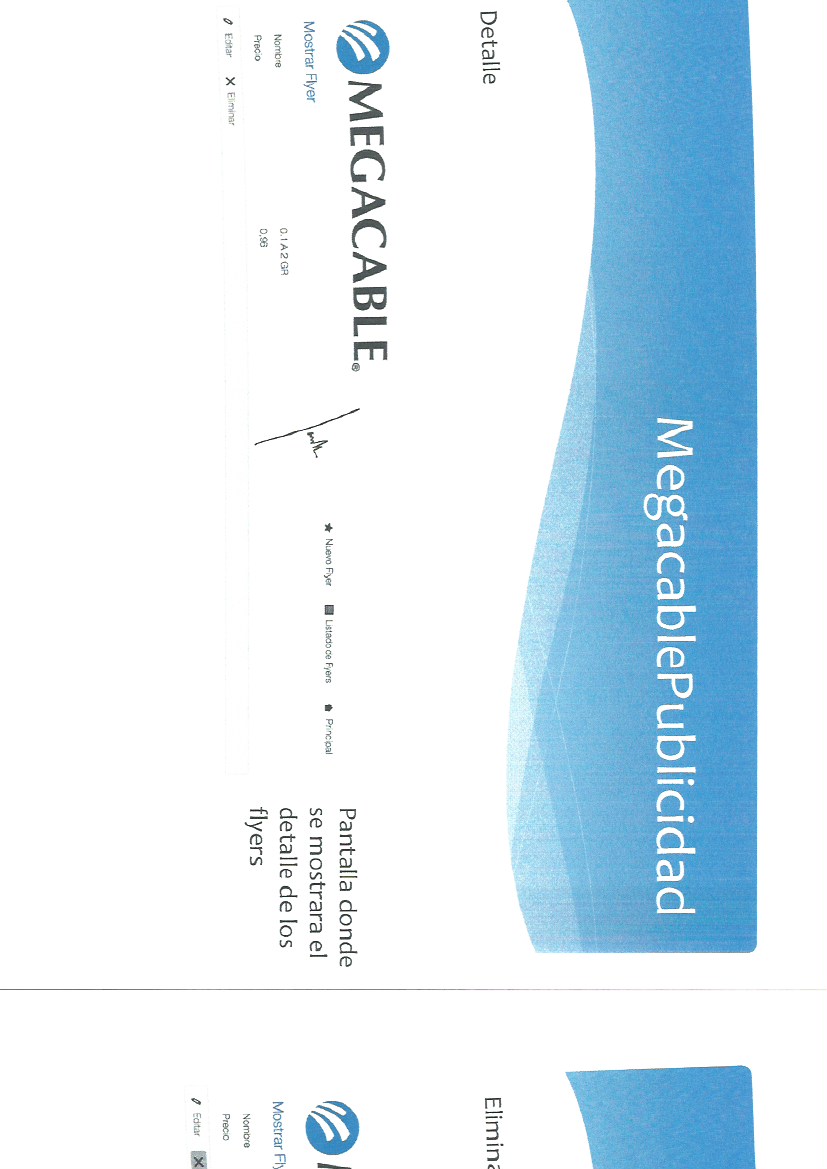 MegacablePublicidad
Detalle
MEGACABLE®
Nuevo Flyer
Listado de Flyers
Principal
Mostrar Flyer
Nombre
0.1 A 2 GR
Precio
0.96
Editar
Eliminar
Pantalla donde
se mostrara el
detalle de los
flyers
Mostrar Fly
Nombre
Precio
Editar